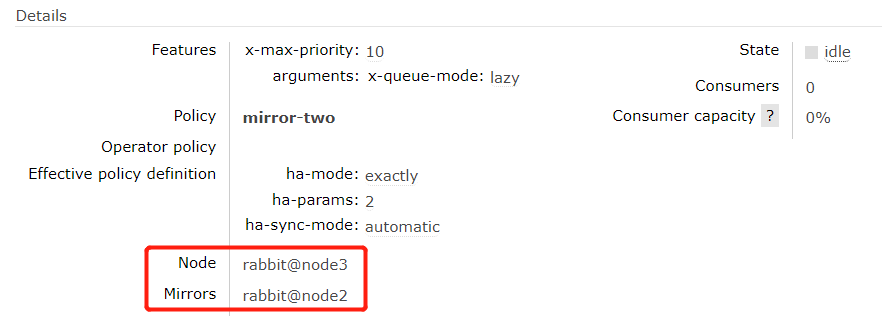 Details
Features x-max-priority: 10
arguments: x-queue-mode: lazy
Policy mirror-two
Operator policy
Effective policy definition ha-mode: exactly
ha-params: 2
ha-sync-mode: automatic
Node rabbit@node3
Mirrors rabbit@node2
State idle
Consumers 0
Consumer capacity ? 0%